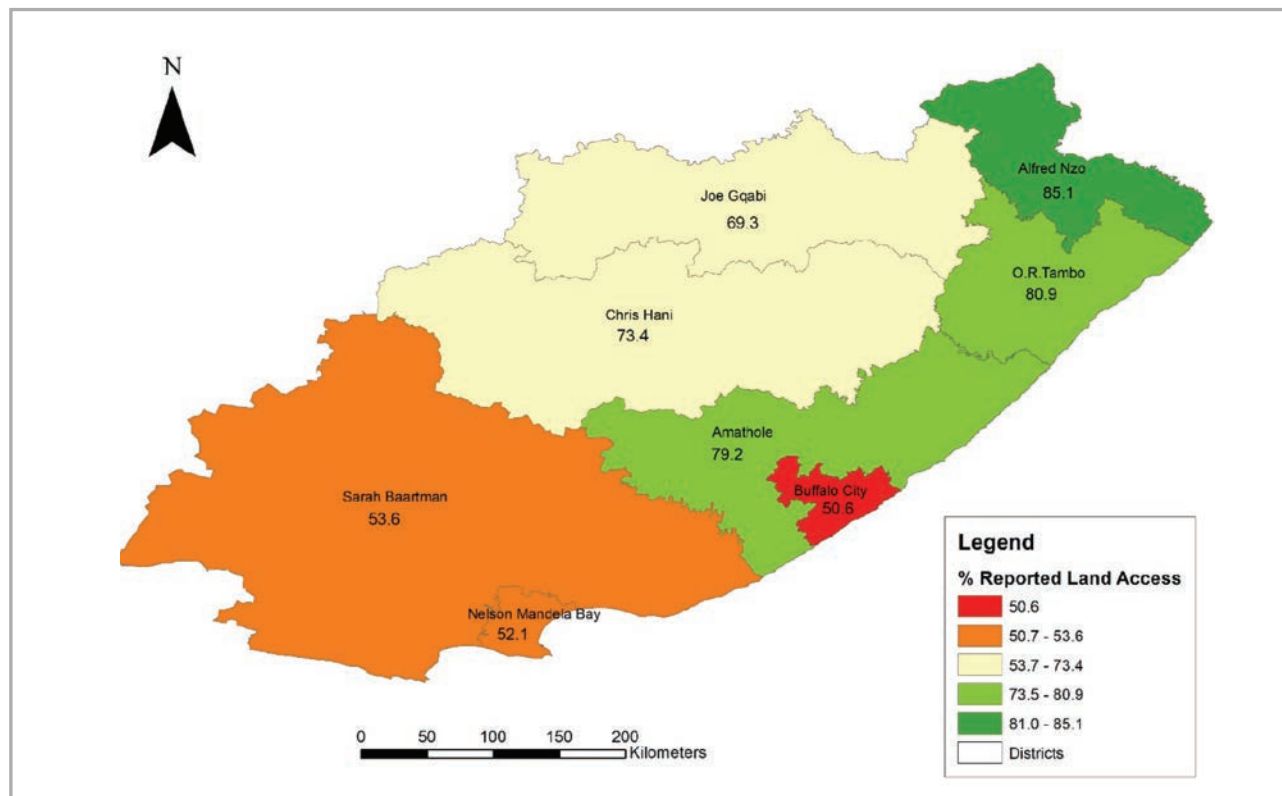 N
Alfred Nzo
85.1
Joe Gqabi
69.3
O.R.Tambo
80.9
Chris Hani
73.4
Amathole
79.2
Buffalo City
50.6
Sarah Baartman
53.6
Nelson Mandela Bay
52.1
0 50 100 150 200
Kilometers
Legend
% Reported Land Access
50.6
50.7 - 53.6
53.7 - 73.4
73.5 - 80.9
81.0 - 85.1
Districts